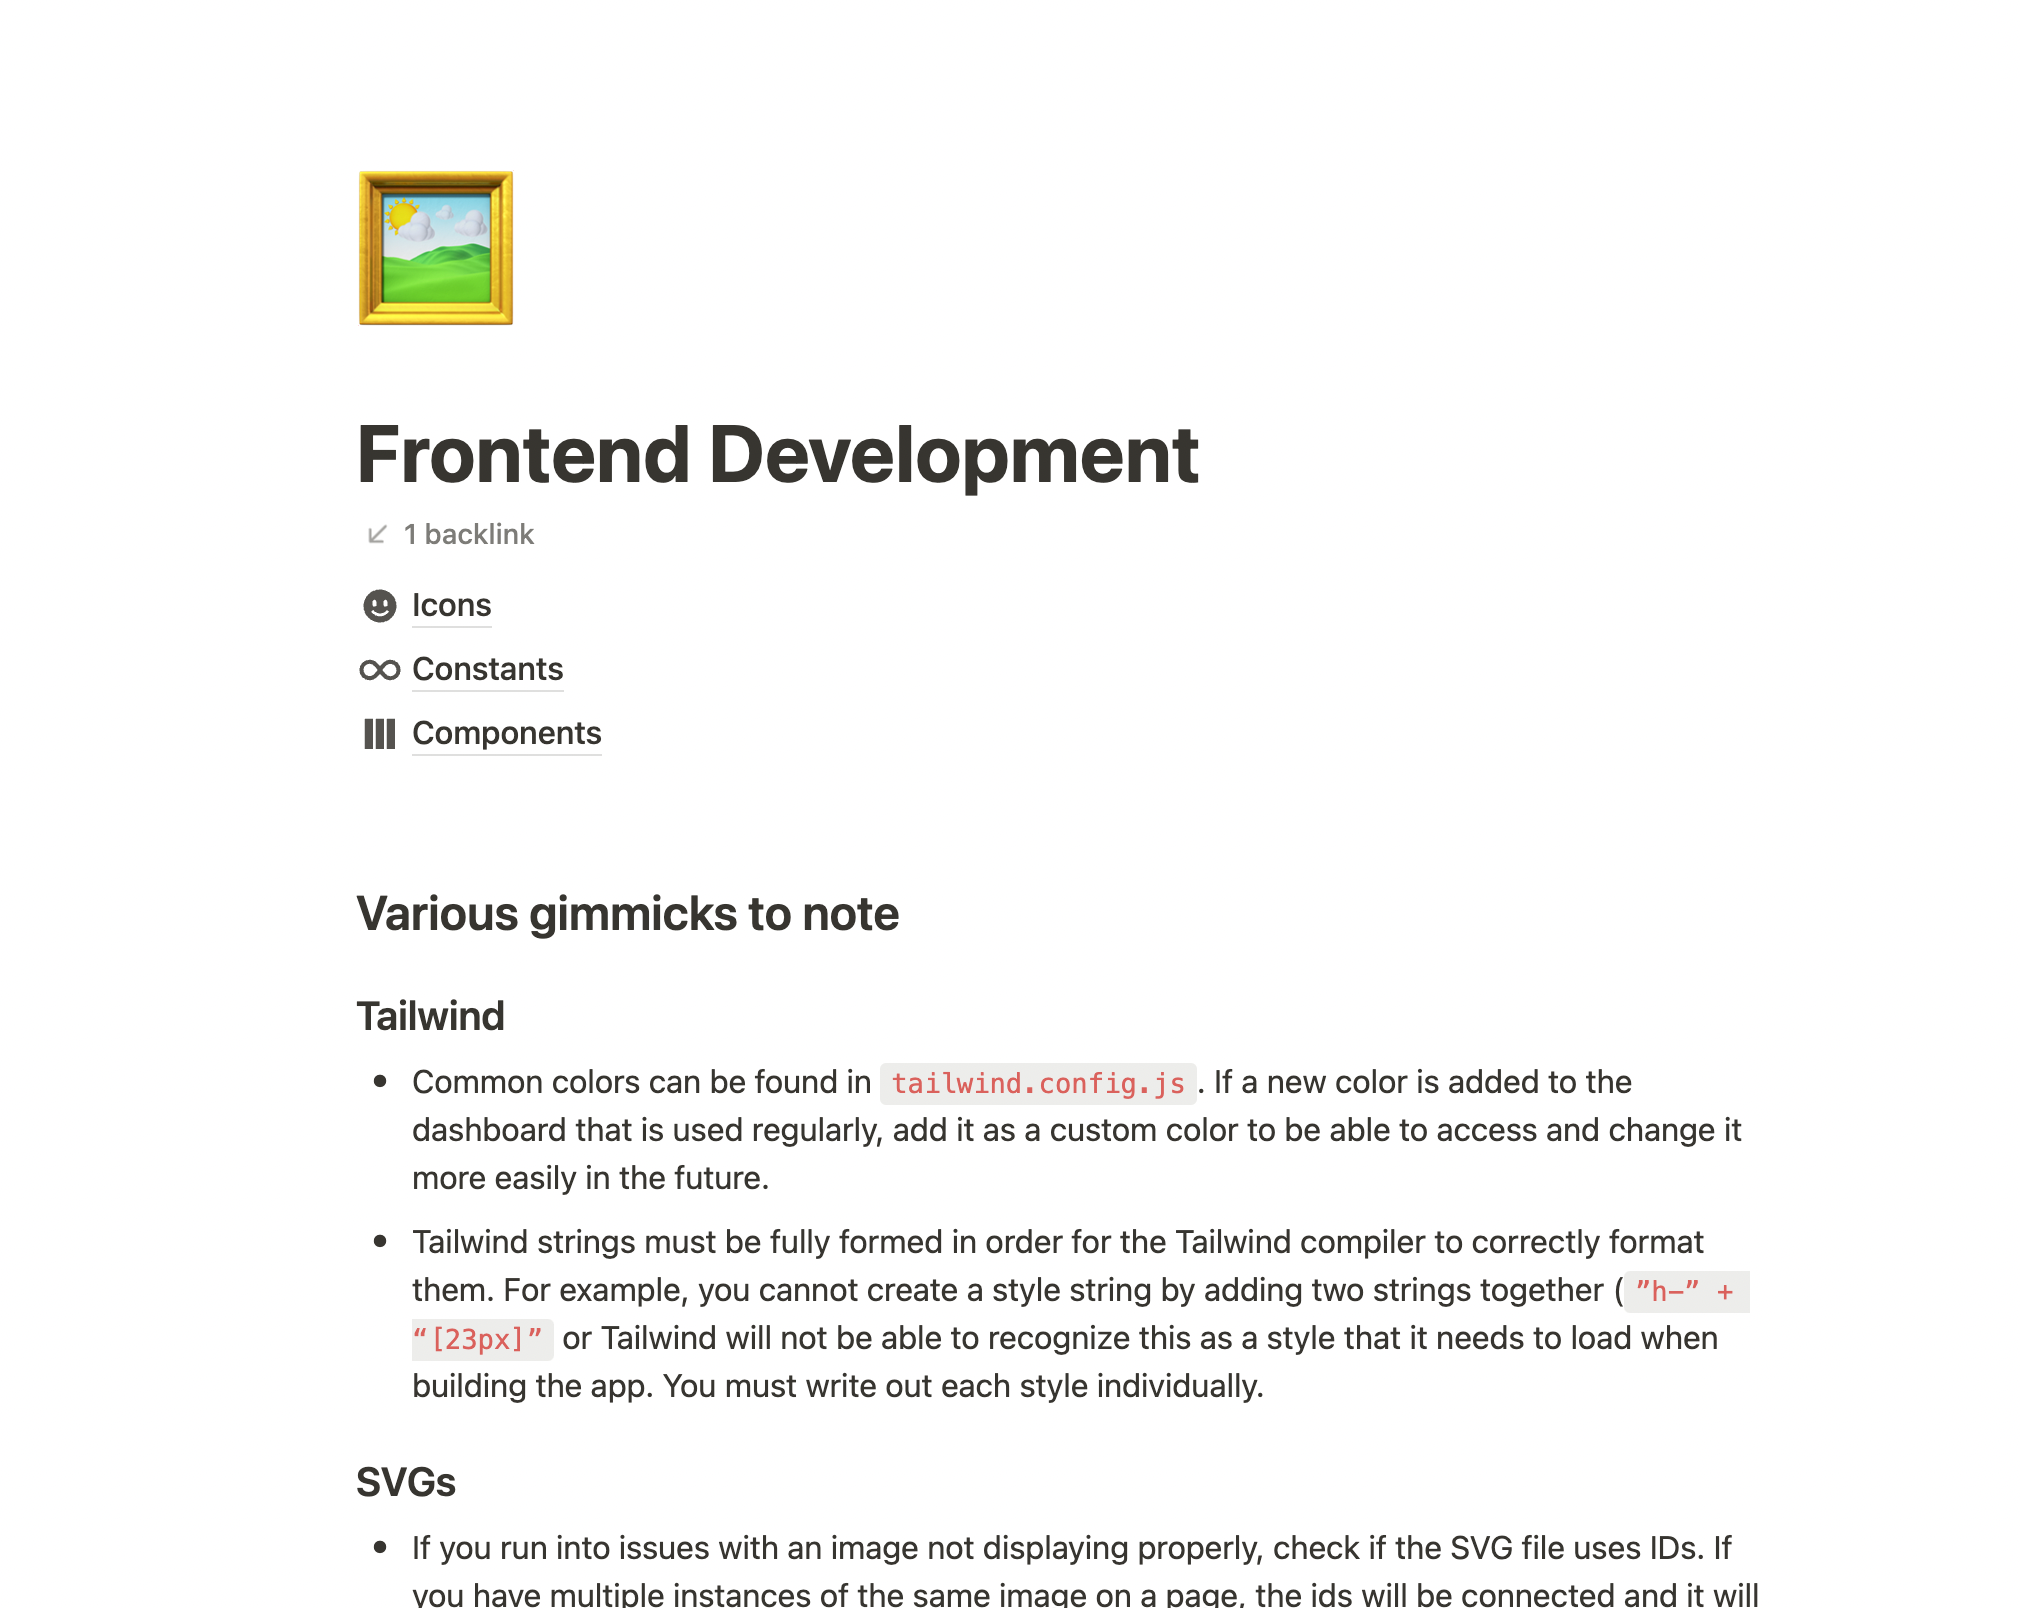 Frontend Development
1 backlink
Icons
Constants
Components
Various gimmicks to note
Tailwind
• Common colors can be found in tailwind.config.js. If a new color is added to the
dashboard that is used regularly, add it as a custom color to be able to access and change it
more easily in the future.
• Tailwind strings must be fully formed in order for the Tailwind compiler to correctly format
them. For example, you cannot create a style string by adding two strings together (”h-” +
“[23px]” or Tailwind will not be able to recognize this as a style that it needs to load when
building the app. You must write out each style individually.
SVGs
• If you run into issues with an image not displaying properly, check if the SVG file uses IDs. If
you have multiple instances of the same image on a page, the ids will be connected and it will